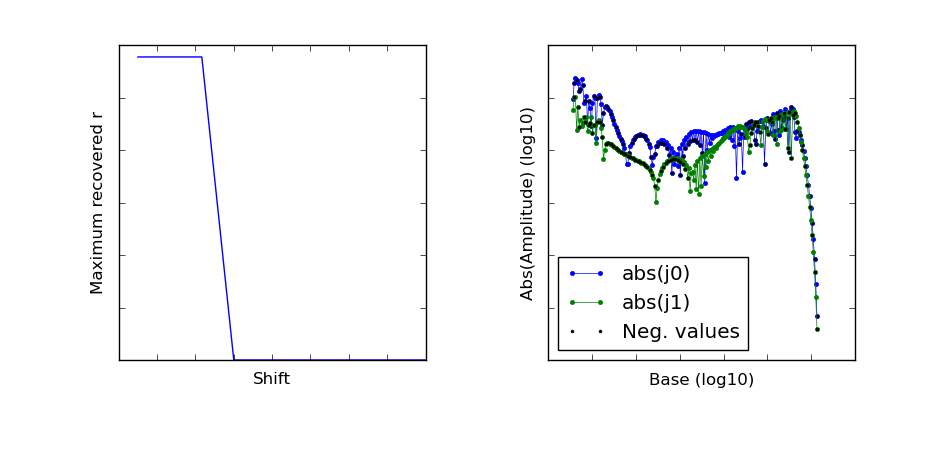 Maximum recovered r
Shift
Abs(Amplitude) (log10)
abs(j0)
abs(j1)
Neg. values
Base (log10)